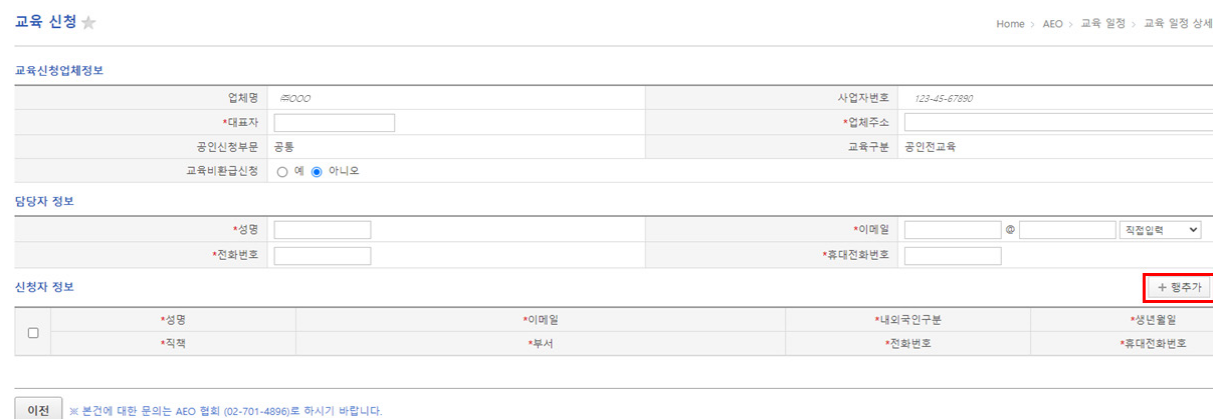 교육 신청
Home > AEO > 교육 일정 > 교육 일정 상세
교육신청업체정보
업체명 ㈜OOO 사업자번호 123-45-67890
*대표자 *업체주소
공인신청부문 공통 교육구분 공인전교육
교육비환급신청 예 아니오
담당자 정보
*성명 *이메일 @ 직접입력
*전화번호 *휴대전화번호
신청자 정보 + 행추가
*성명 *이메일 *내외국인구분 *생년월일
*직책 *부서 *전화번호 *휴대전화번호
이전 ※ 본건에 대한 문의는 AEO 협회 (02-701-4896)로 하시기 바랍니다.